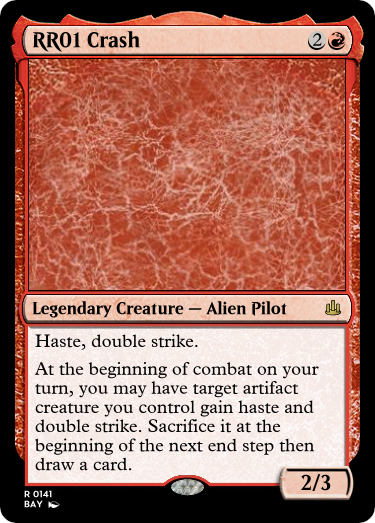 RR01 Crash 2
Legendary Creature — Alien Pilot
Haste, double strike.
At the beginning of combat on your
turn, you may have target artifact
creature you control gain haste and
double strike. Sacrifice it at the
beginning of the next end step then
draw a card.
2/3
R 0141
BAY